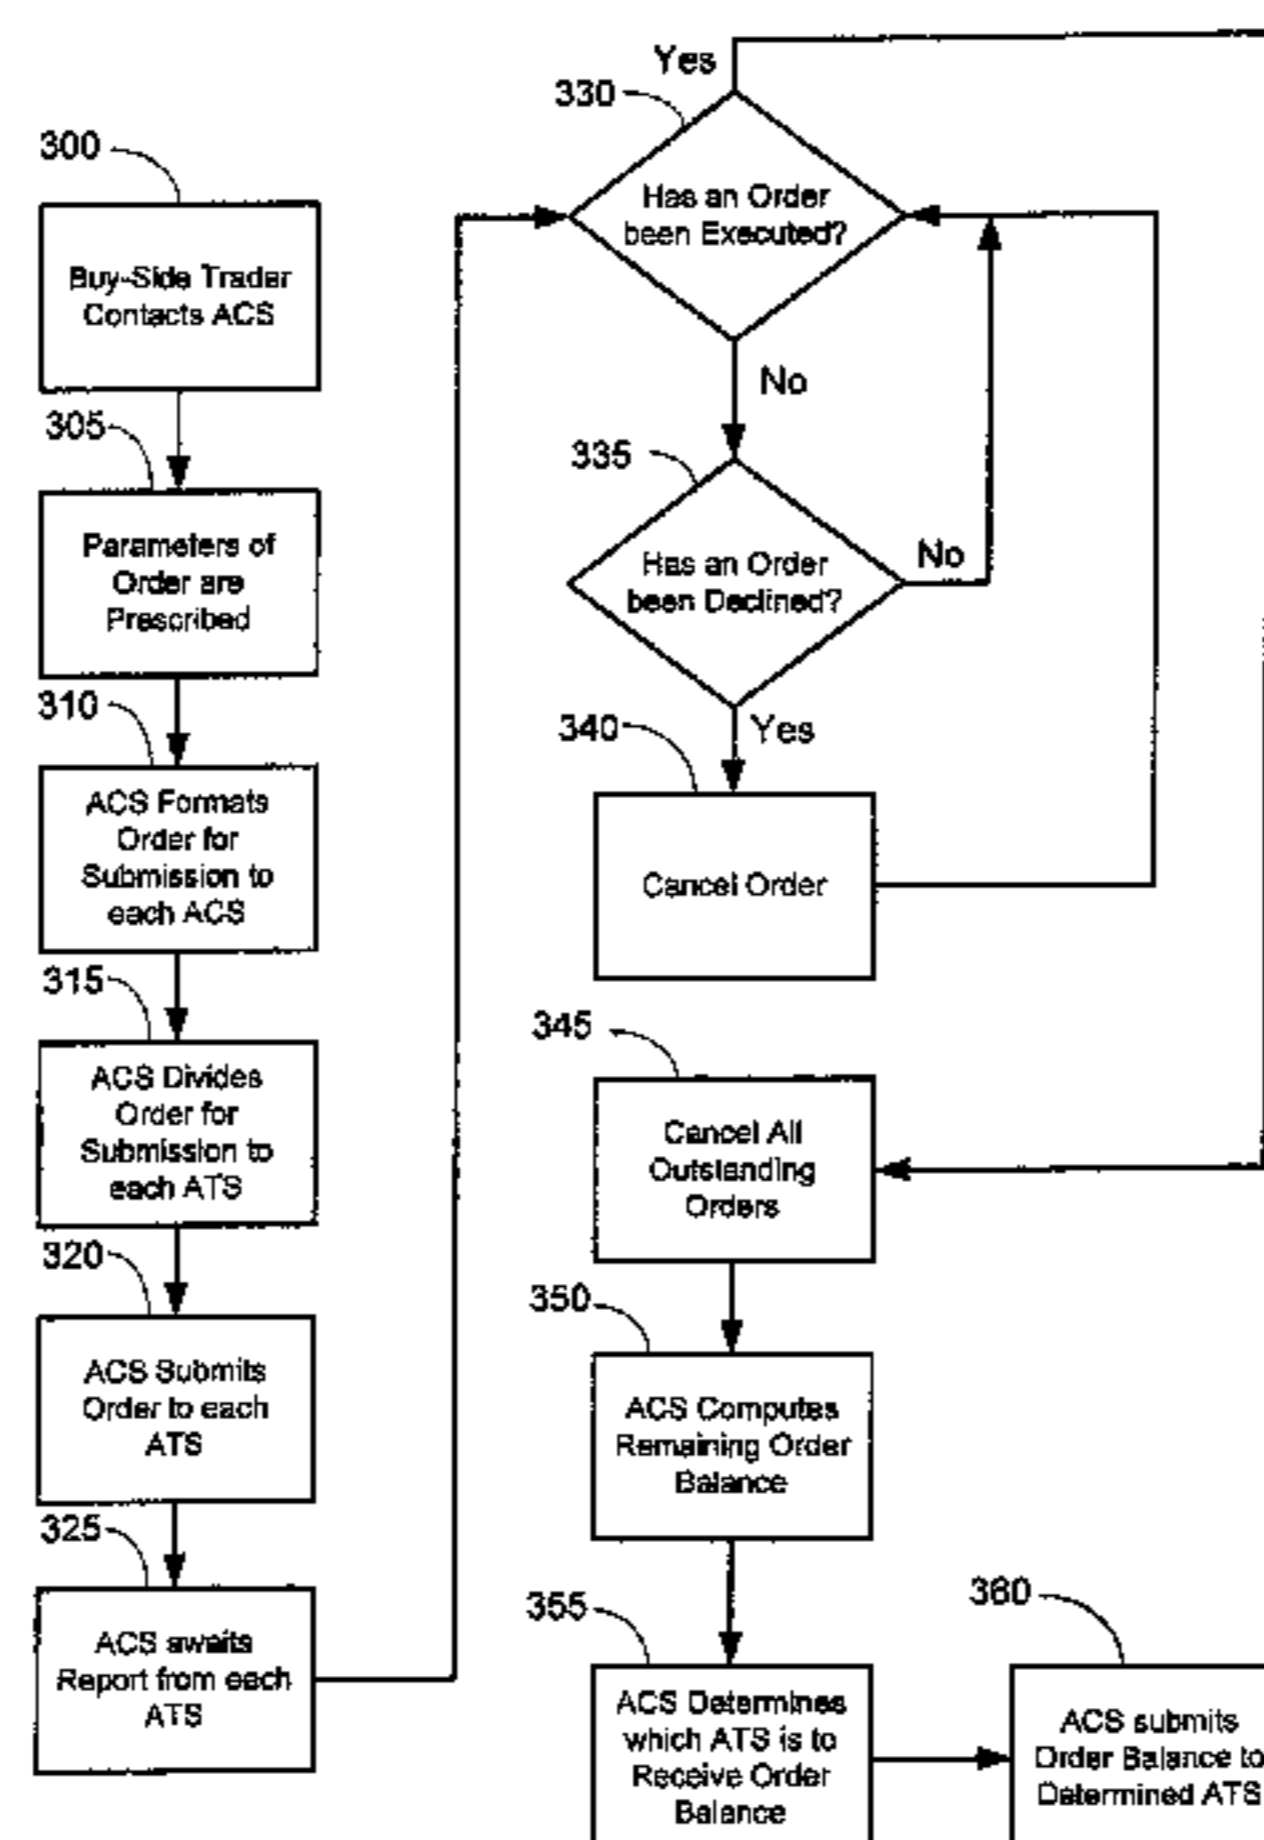 300
Buy-Side Trader
Contacts ACS
305
Parameters of
Order are
Prescribed
310
ACS Formats
Order for
Submission to
each ACS
315
ACS Divides
Order for
Submission to
each ATS
320
ACS Submits
Order to each
ATS
325
ACS awaits
Report from each
ATS
Yes
330
Has an Order
been Executed?
No
335
Has an Order
been Declined?
No
Yes
340
Cancel Order
345
Cancel All
Outstanding
Orders
350
ACS Computes
Remaining Order
Balance
355
ACS Determines
which ATS is to
Receive Order
Balance
360
ACS submits
Order Balance to
Determined ATS